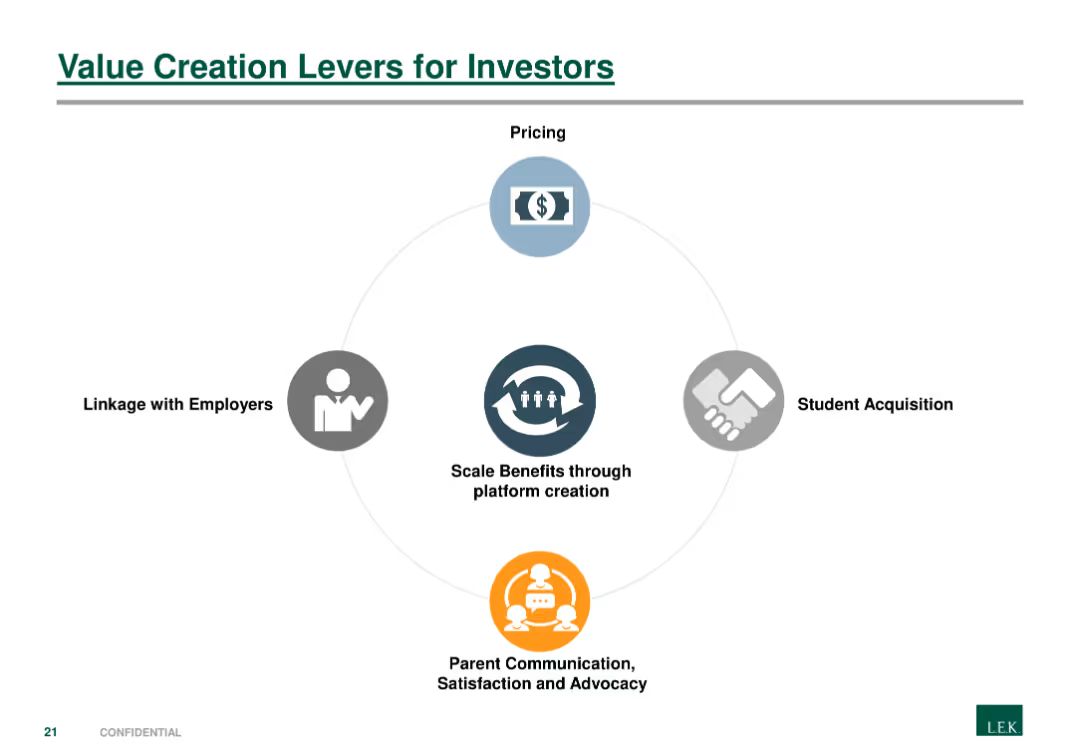 Value Creation Levers for Investors
Pricing
$
Linkage with Employers
Student Acquisition
Scale Benefits through
platform creation
Parent Communication,
Satisfaction and Advocacy
21 CONFIDENTIAL
L.E.K.